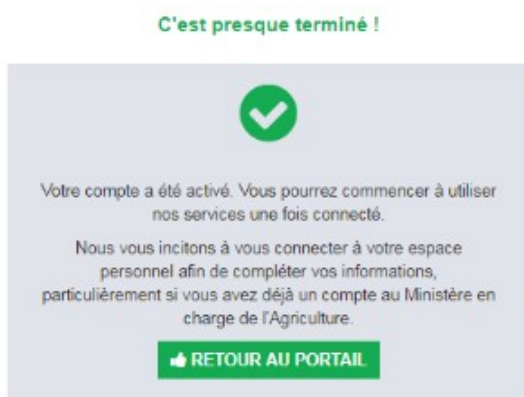 C'est presque terminé !
Votre compte a été activé. Vous pourrez commencer à utiliser
nos services une fois connecté.
Nous vous incitons à vous connecter à votre espace
personnel afin de compléter vos informations,
particulièrement si vous avez déjà un compte au Ministère en
charge de l'Agriculture.
RETOUR AU PORTAIL